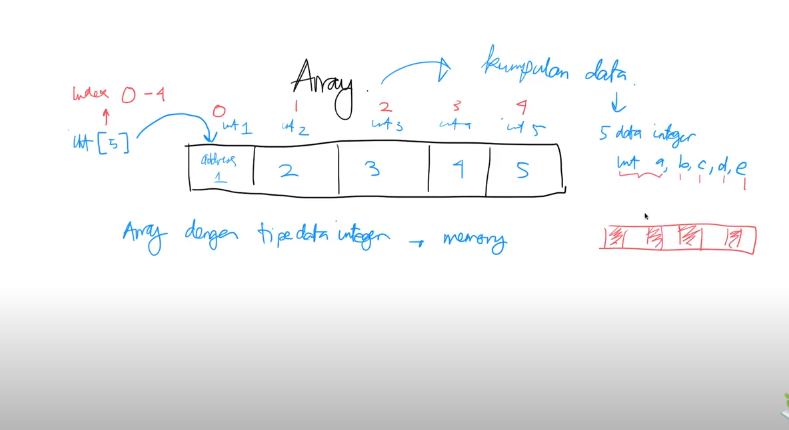 Array
kumpulan data
Index 0 - 4
0 1 2 3 4
int 1 int 2 int 3 int 4 int 5
int [5]
5 data integer
int a, b, c, d, e
address
1 2 3 4 5
Array dengan tipe data integer → memory